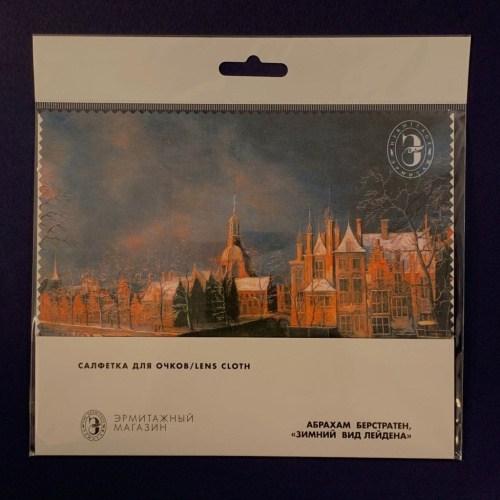 САЛФЕТКА ДЛЯ ОЧКОВ/LENS CLOTH
ЭРМИТАЖНЫЙ
МАГАЗИН
АБРАХАМ БЕРСТРАТЕН,
«ЗИМНИЙ ВИД ЛЕЙДЕНА»